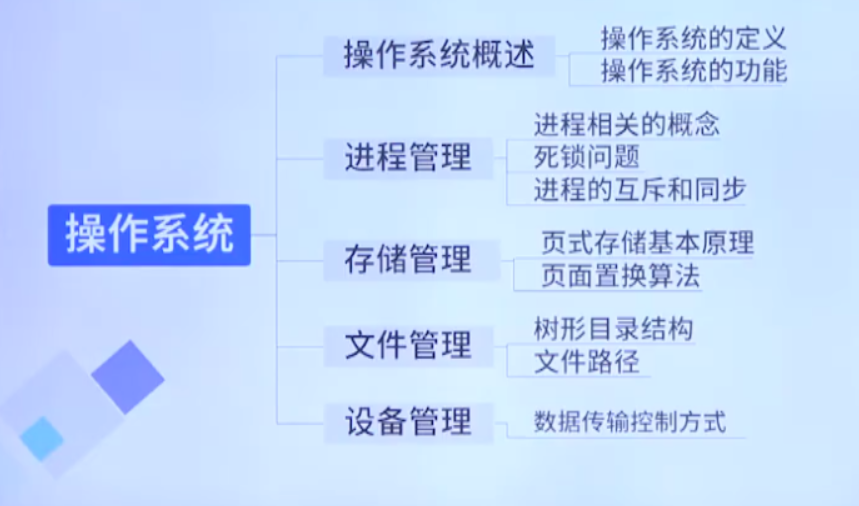 操作系统
操作系统概述
操作系统的定义
操作系统的功能
进程管理
进程相关的概念
死锁问题
进程的互斥和同步
存储管理
页式存储基本原理
页面置换算法
文件管理
树形目录结构
文件路径
设备管理
数据传输控制方式